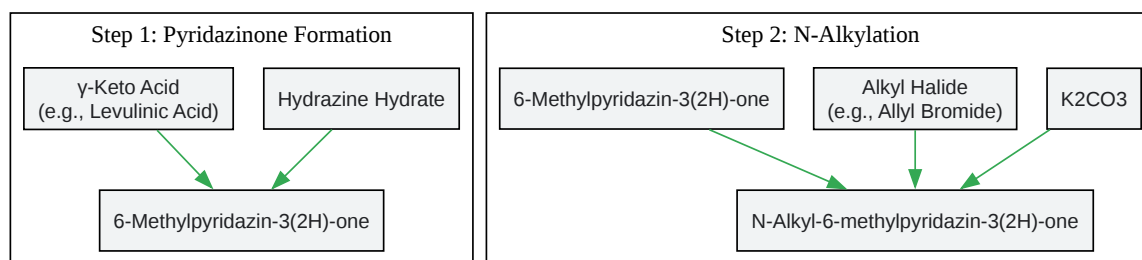 Step 1: Pyridazinone Formation
γ-Keto Acid
(e.g., Levulinic Acid)
Hydrazine Hydrate
6-Methylpyridazin-3(2H)-one
Step 2: N-Alkylation
6-Methylpyridazin-3(2H)-one
Alkyl Halide
(e.g., Allyl Bromide)
K2CO3
N-Alkyl-6-methylpyridazin-3(2H)-one